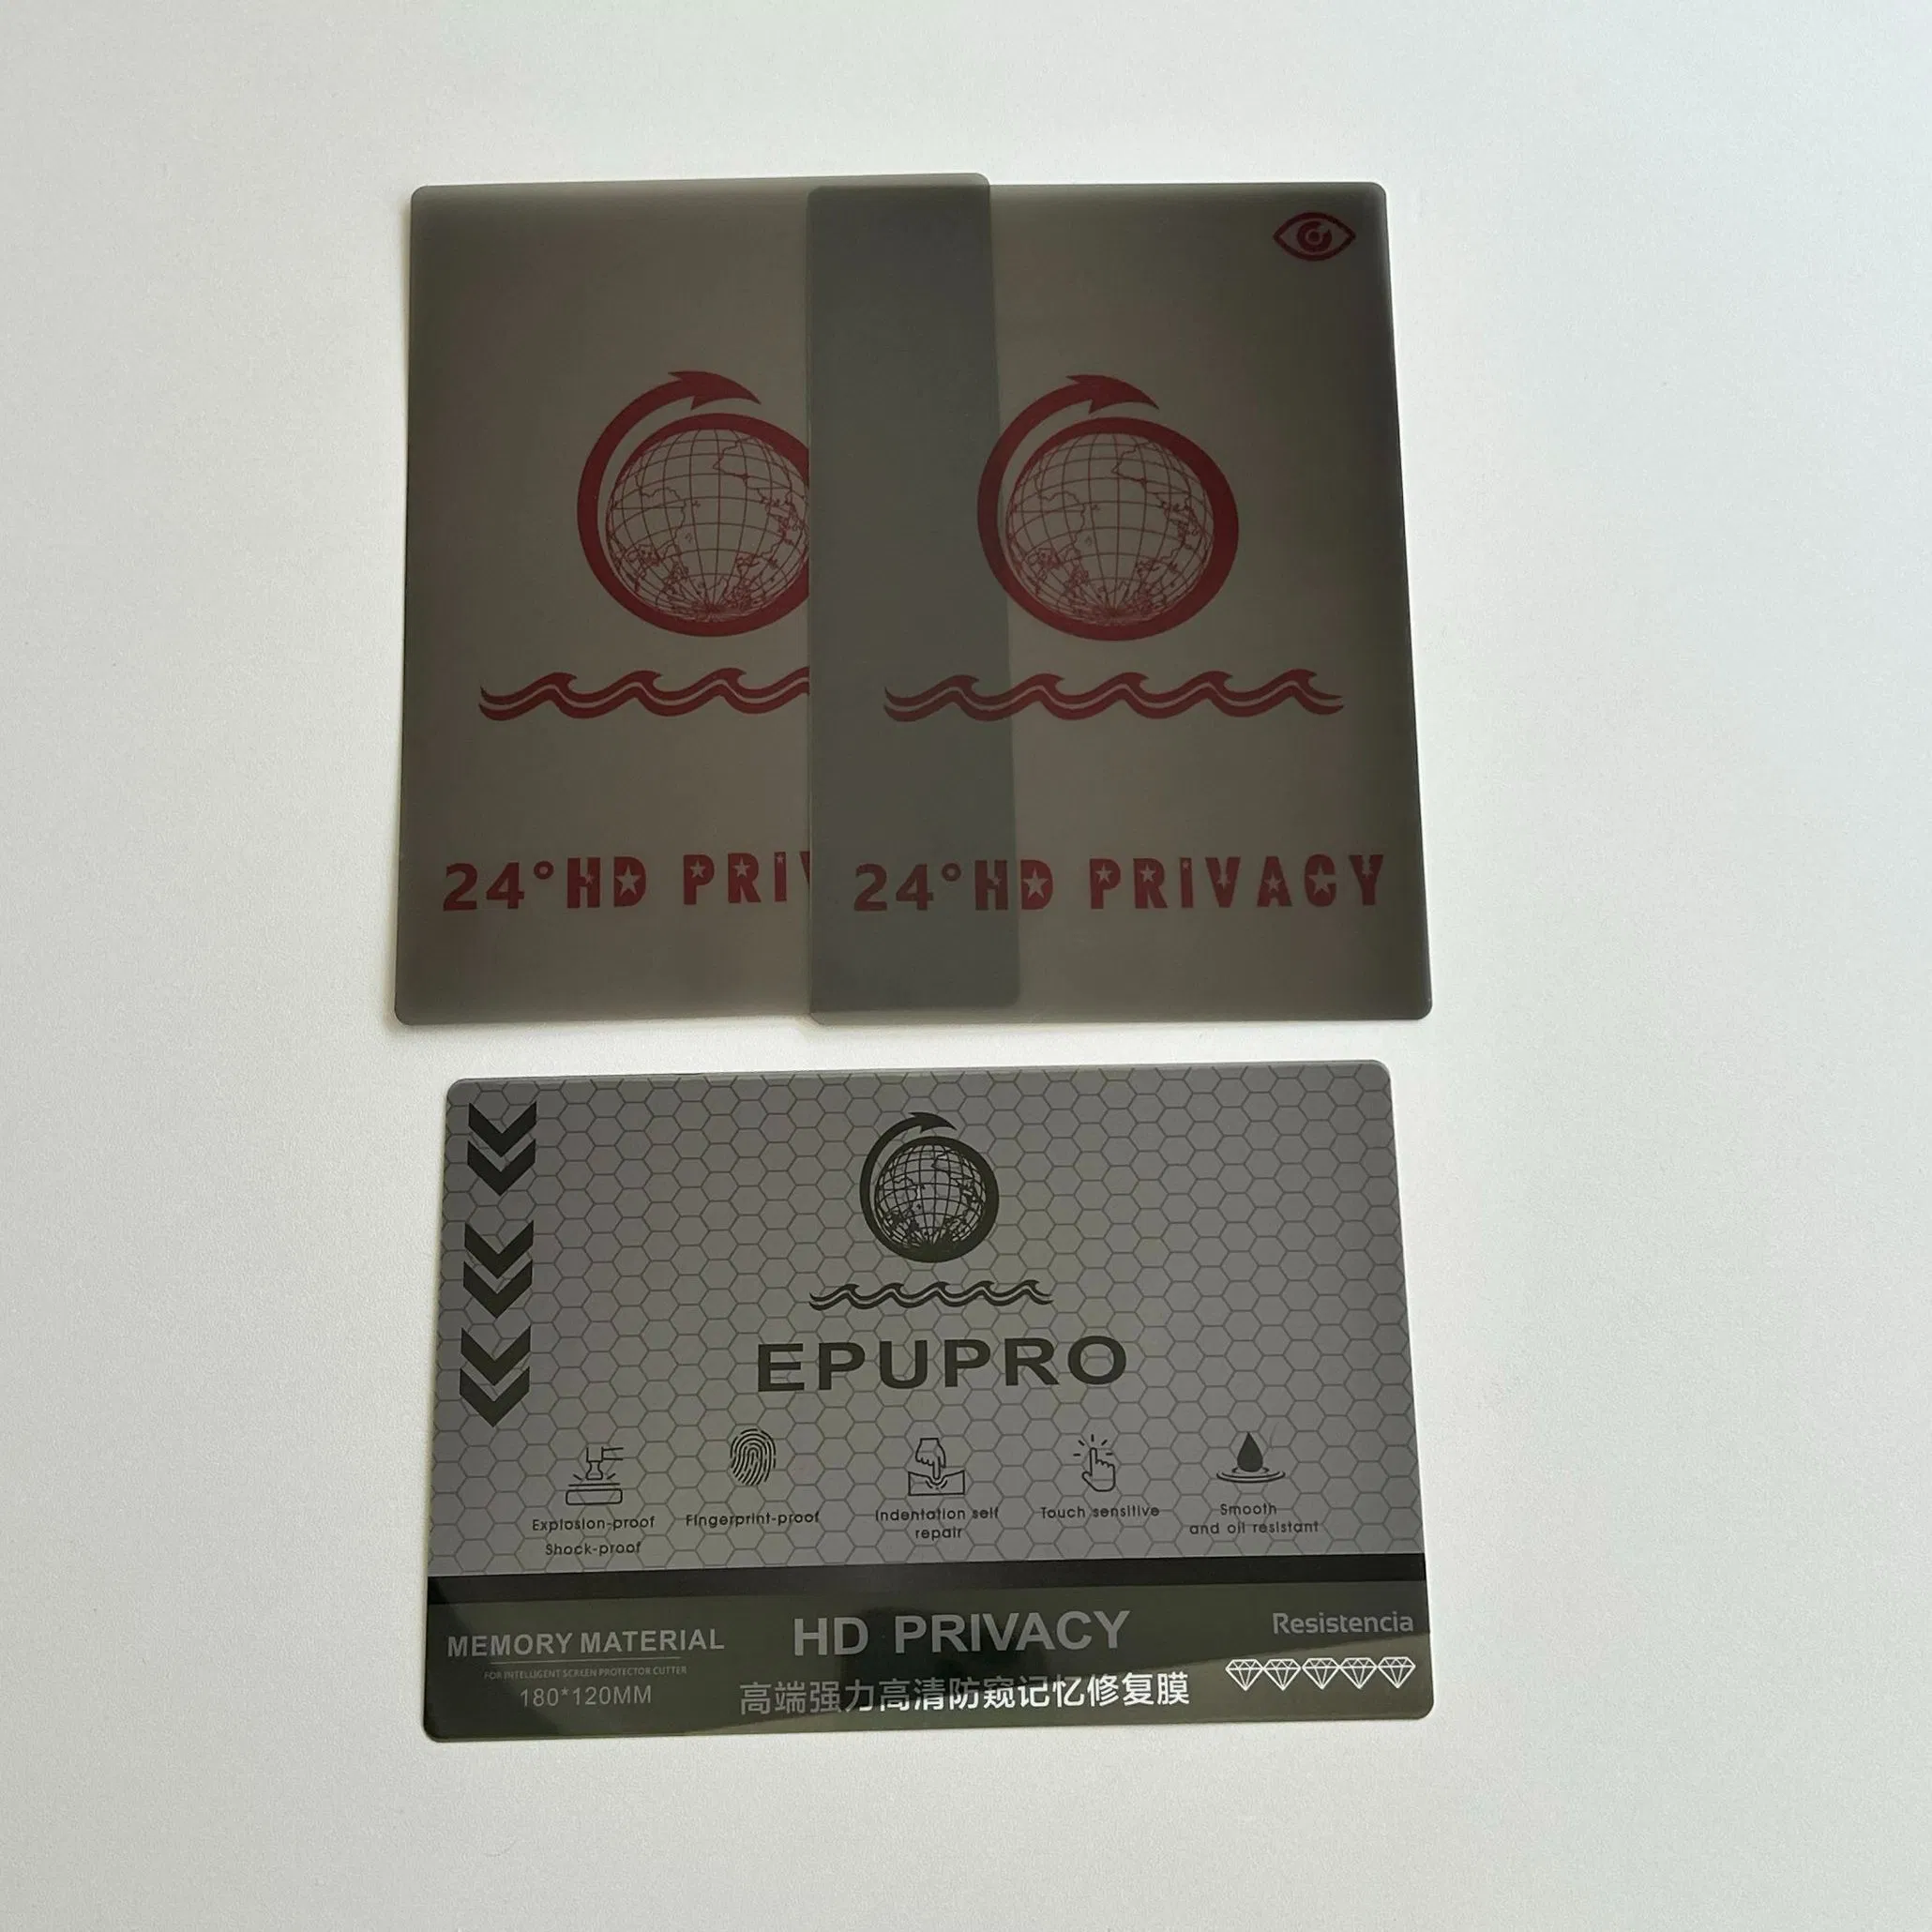 24°HD PRIV
24°HD PRIVACY
EPUPRO
Explosion-proof
Shock-proof
Fingerprint-proof
Indentation self
repair
Touch sensitive
Smooth
and oil resistant
MEMORY MATERIAL
FOR INTELLIGENT SCREEN PROTECTOR CUTTER
180*120MM
HD PRIVACY
高端强力高清防窥记忆修复膜
Resistencia